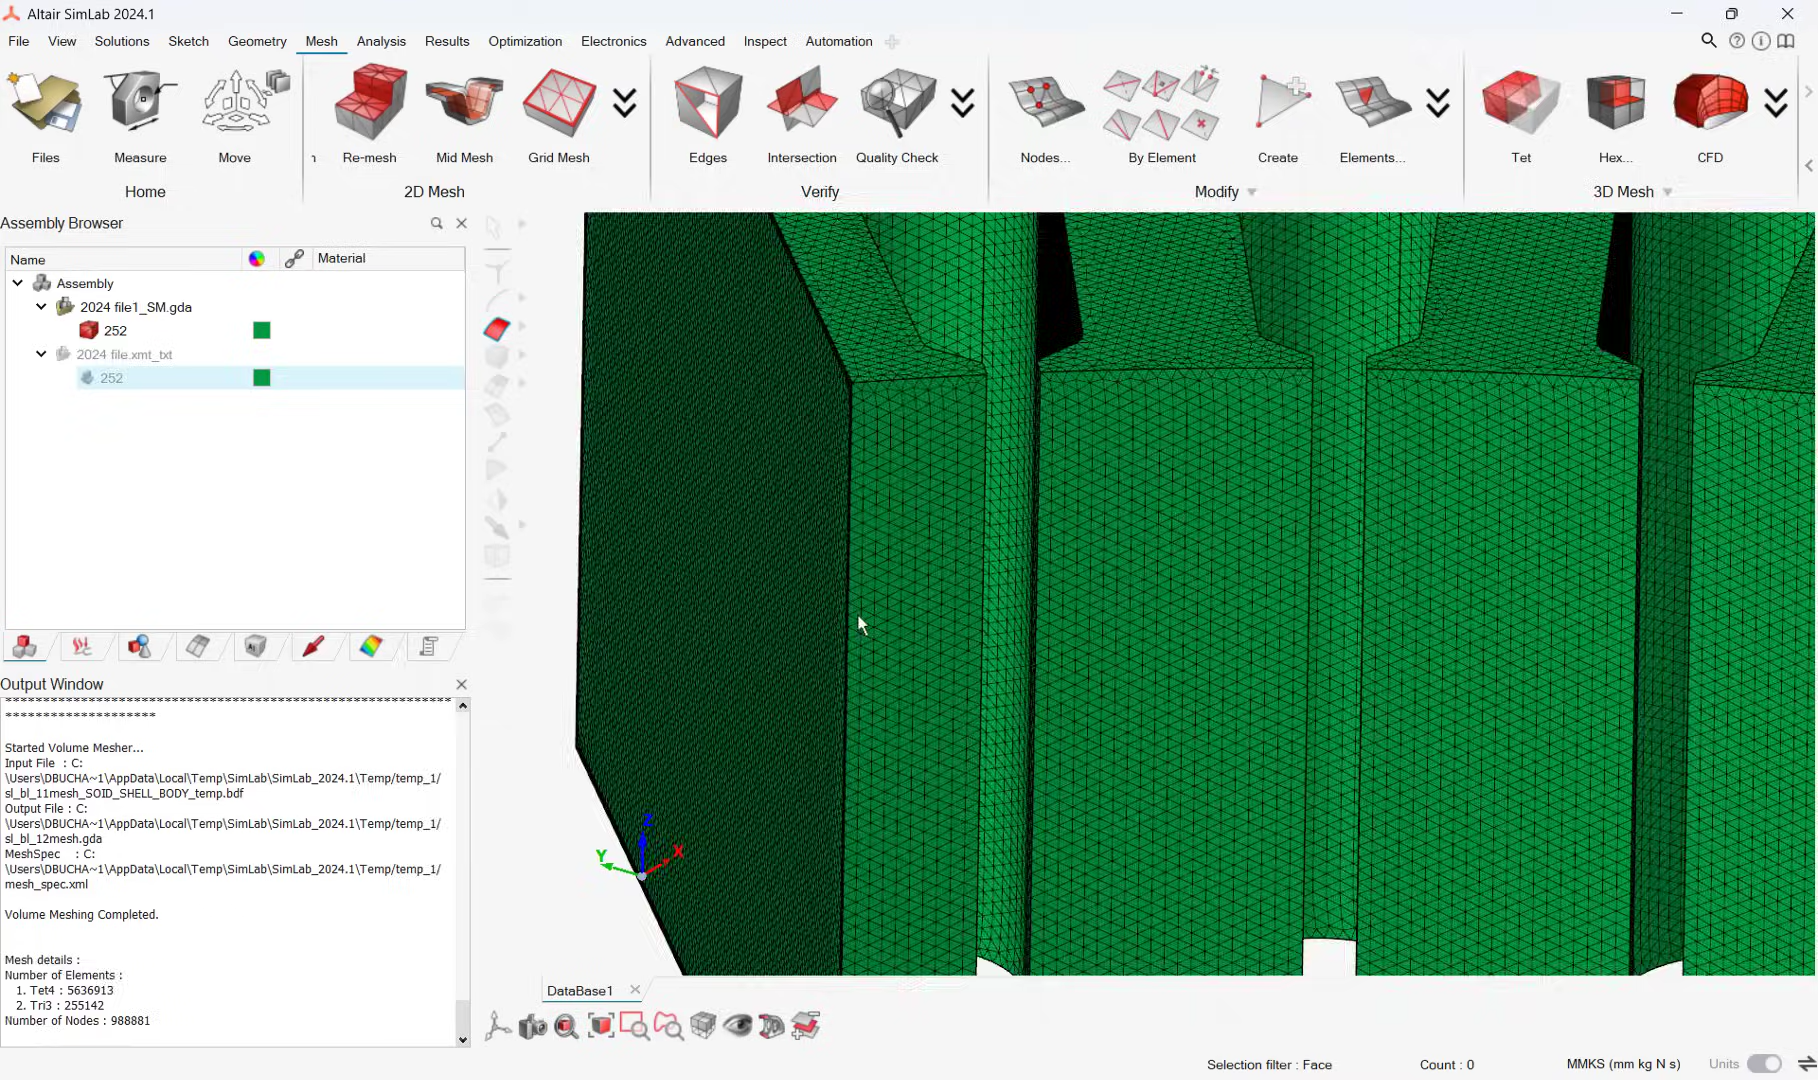 Altair SimLab 2024.1
File View Solutions Sketch Geometry Mesh Analysis Results Optimization Electronics Advanced Inspect Automation
Files Measure Move Re-mesh Mid Mesh Grid Mesh Edges Intersection Quality Check Nodes... By Element Create Elements... Tet Hex... CFD
Home 2D Mesh Verify Modify 3D Mesh
Assembly Browser
Name Material
Assembly
2024 file1_SM.gda
252
2024 file.xmt_txt
252
Output Window
***********************************************************
********************
Started Volume Mesher...
Input File : C:
\Users\DBUCHA~1\AppData\Local\Temp\SimLab\SimLab_2024.1\Temp/temp_1/
sl_bl_11mesh_SOID_SHELL_BODY_temp.bdf
Output File : C:
\Users\DBUCHA~1\AppData\Local\Temp\SimLab\SimLab_2024.1\Temp/temp_1/
sl_bl_12mesh.gda
MeshSpec : C:
\Users\DBUCHA~1\AppData\Local\Temp\SimLab\SimLab_2024.1\Temp/temp_1/
mesh_spec.xml
Volume Meshing Completed.
Mesh details :
Number of Elements :
1. Tet4 : 5636913
2. Tri3 : 255142
Number of Nodes : 988881
Z
Y X
DataBase1
Selection filter : Face Count : 0 MMKS (mm kg N s) Units